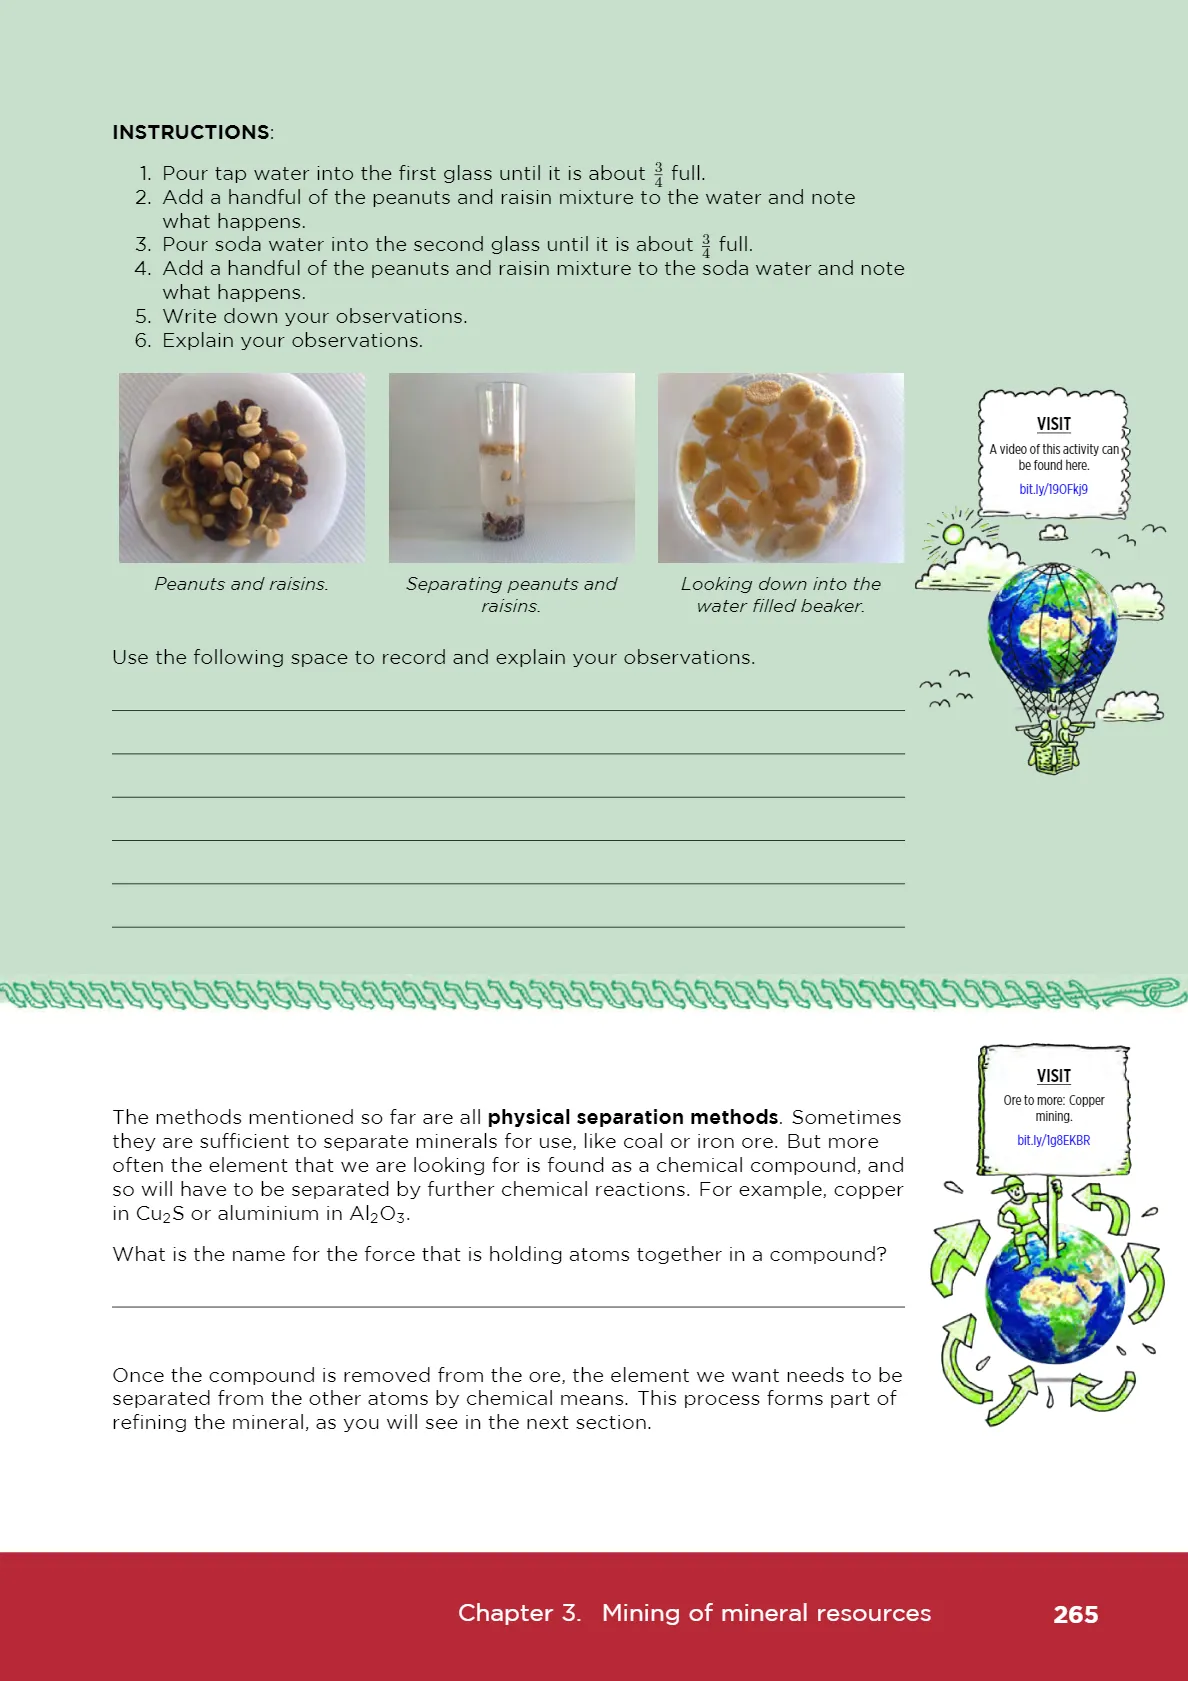 INSTRUCTIONS:
1. Pour tap water into the first glass until it is about 3/4 full.
2. Add a handful of the peanuts and raisin mixture to the water and note
what happens.
3. Pour soda water into the second glass until it is about 3/4 full.
4. Add a handful of the peanuts and raisin mixture to the soda water and note
what happens.
5. Write down your observations.
6. Explain your observations.
Peanuts and raisins.
Separating peanuts and
raisins.
Looking down into the
water filled beaker.
VISIT
A video of this activity can
be found here.
bit.ly/19OFkj9
Use the following space to record and explain your observations.
The methods mentioned so far are all physical separation methods. Sometimes
they are sufficient to separate minerals for use, like coal or iron ore. But more
often the element that we are looking for is found as a chemical compound, and
so will have to be separated by further chemical reactions. For example, copper
in Cu₂S or aluminium in Al₂O₃.
What is the name for the force that is holding atoms together in a compound?
VISIT
Ore to more: Copper
mining.
bit.ly/1g8EKBR
Once the compound is removed from the ore, the element we want needs to be
separated from the other atoms by chemical means. This process forms part of
refining the mineral, as you will see in the next section.
Chapter 3. Mining of mineral resources 265